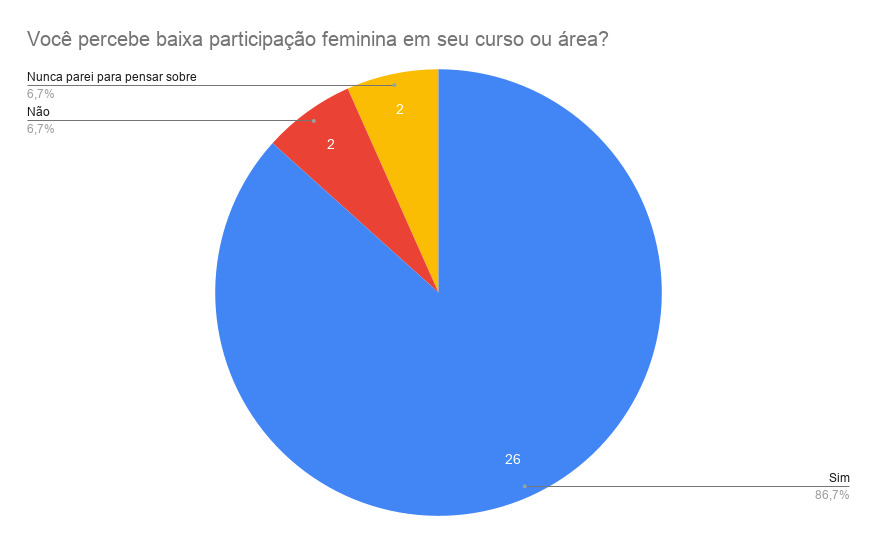 Você percebe baixa participação feminina em seu curso ou área?
Nunca parei para pensar sobre
6,7%
2
Não
6,7%
2
26
Sim
86,7%